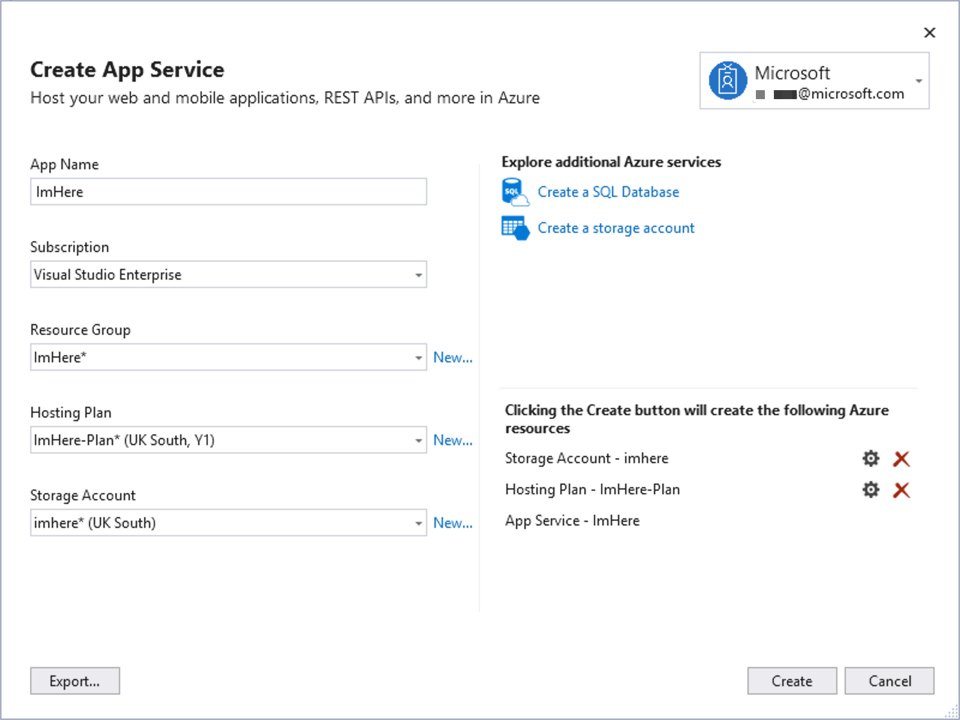 Create App Service
Host your web and mobile applications, REST APIs, and more in Azure
Microsoft
@microsoft.com
App Name
ImHere
Subscription
Visual Studio Enterprise
Resource Group
ImHere*
New...
Hosting Plan
ImHere-Plan* (UK South, Y1)
New...
Storage Account
imhere* (UK South)
New...
Explore additional Azure services
SQL
Create a SQL Database
Create a storage account
Clicking the Create button will create the following Azure
resources
Storage Account - imhere
Hosting Plan - ImHere-Plan
App Service - ImHere
Export...
Create
Cancel